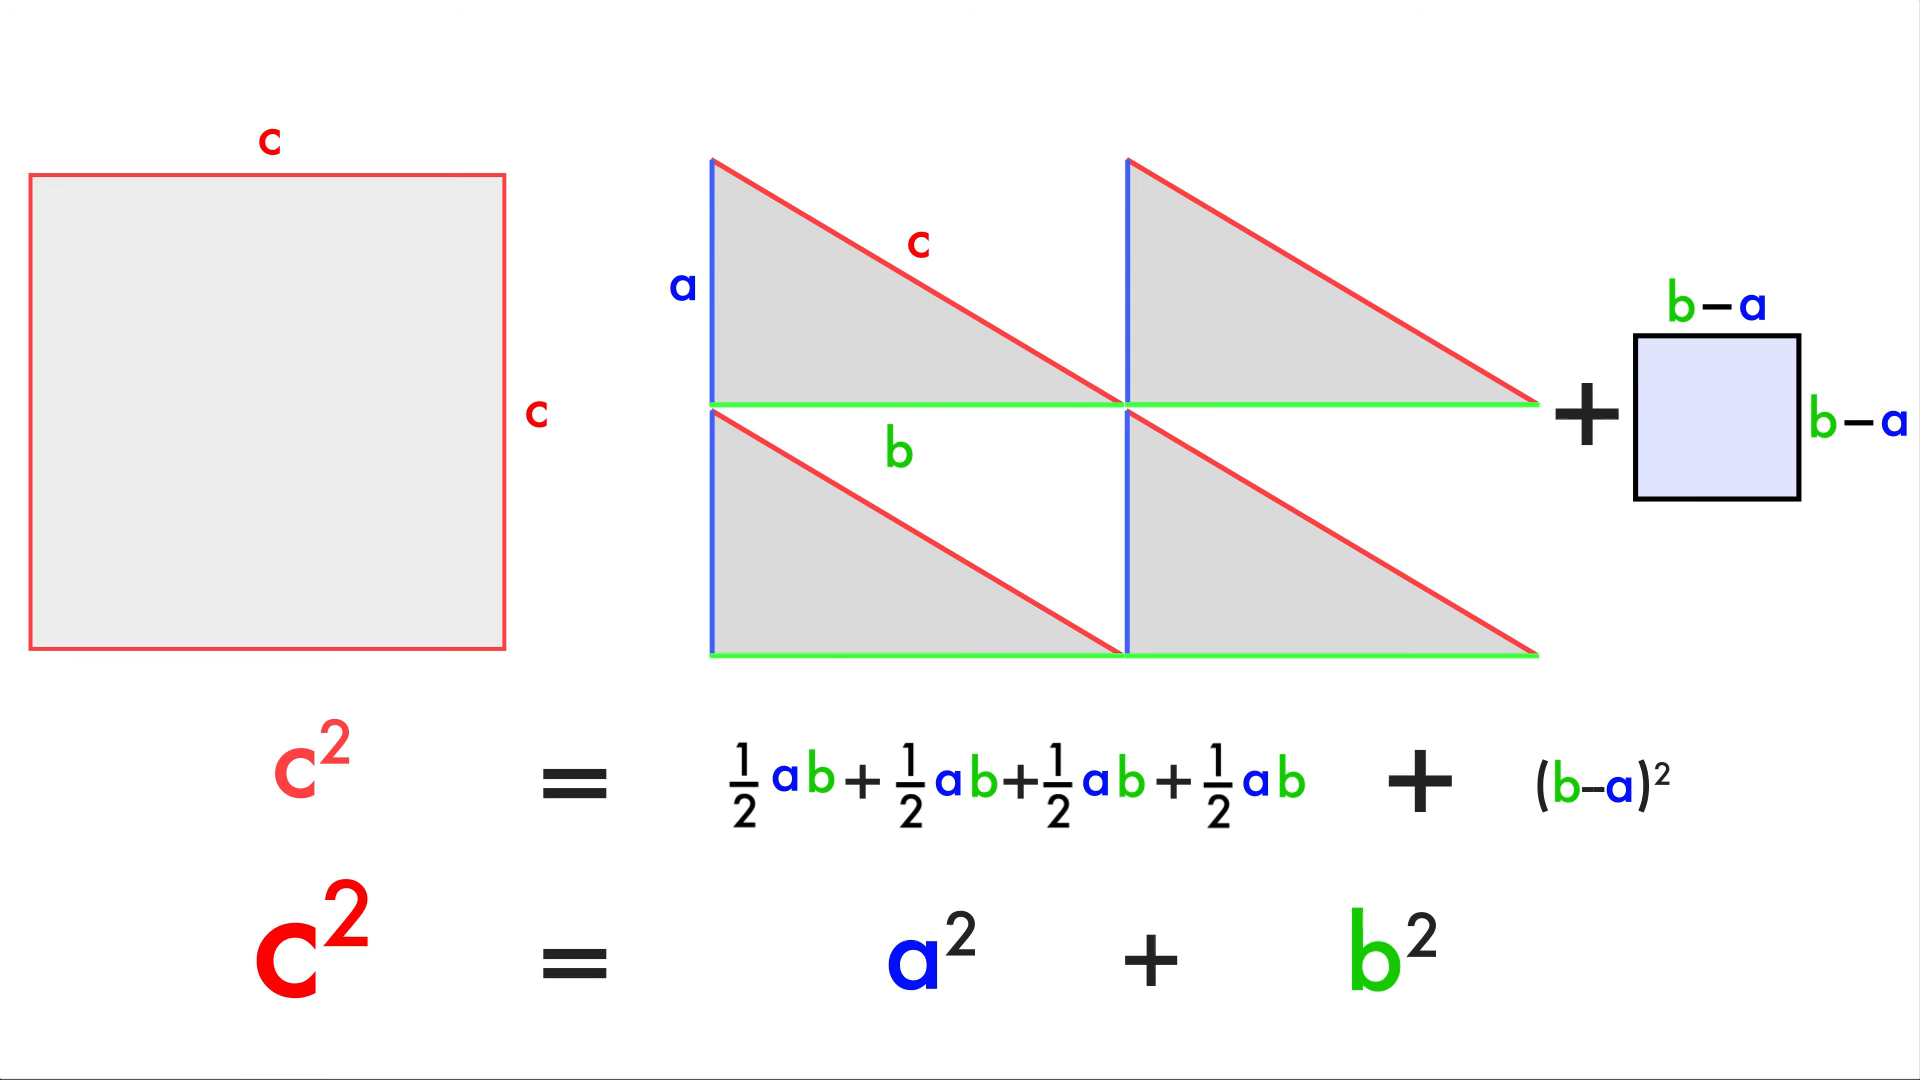 c
c
a
c
b
b–a
+
b–a
c² = ½ab+½ab+½ab+½ab + (b–a)²
c² = a² + b²